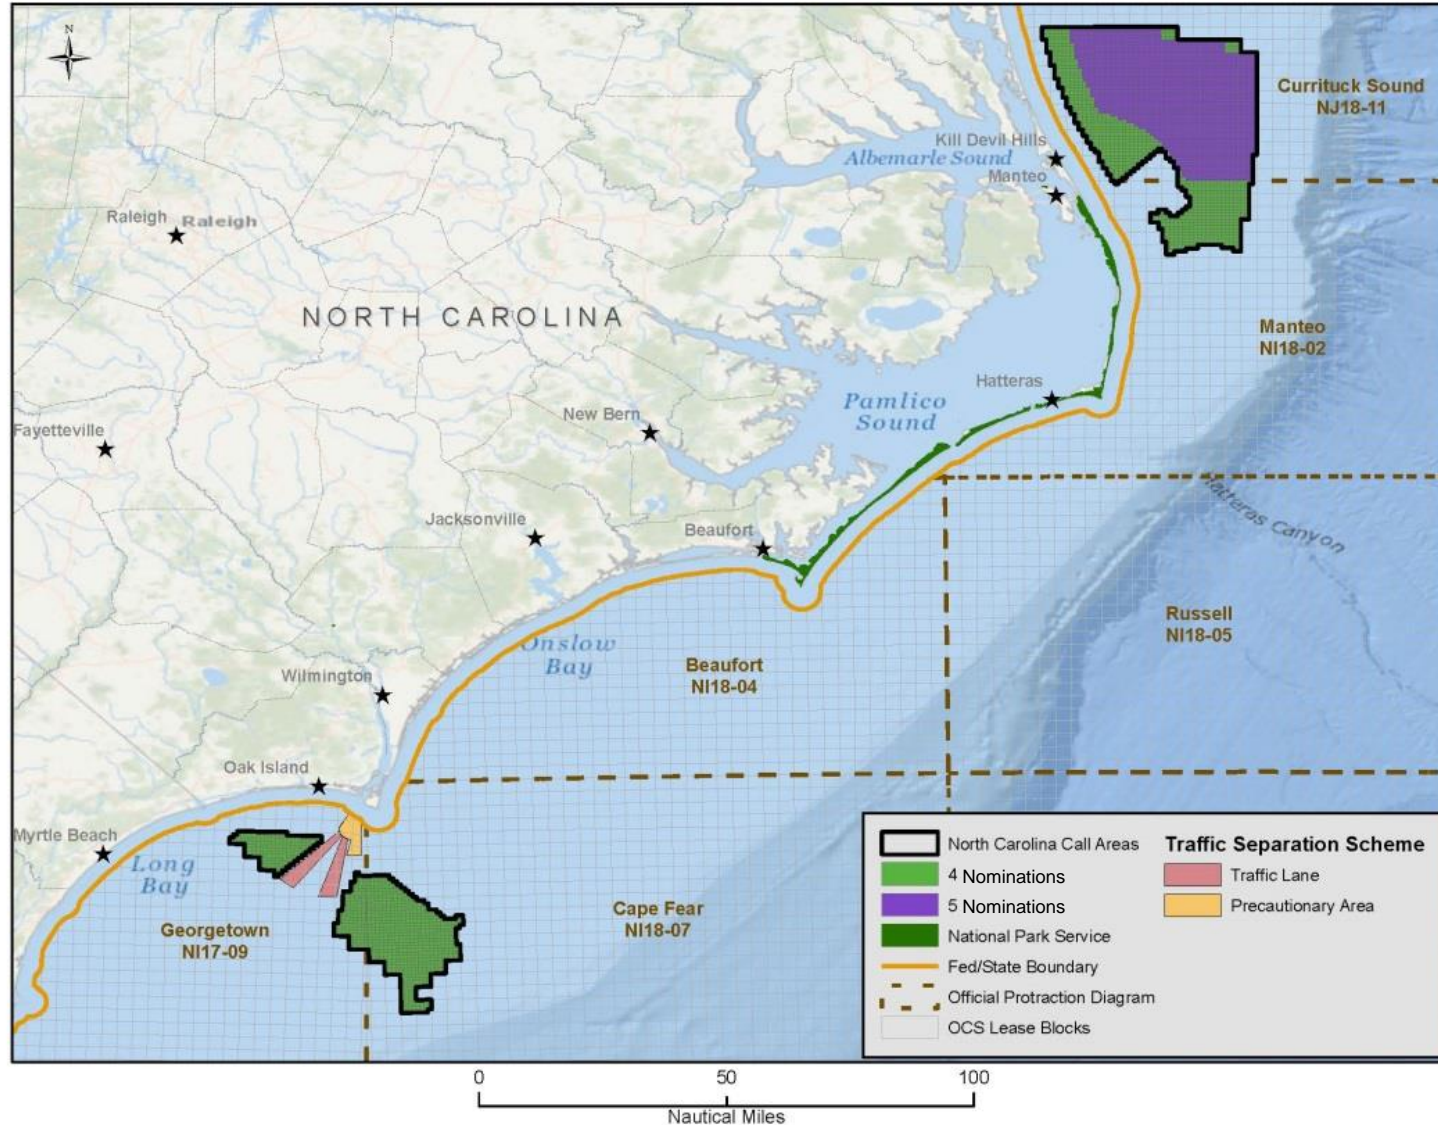 N
Currituck Sound
NJ18-11
Kill Devil Hills
Albemarle Sound
Manteo
Raleigh Raleigh
NORTH CAROLINA
Manteo
NI18-02
Hatteras
Pamlico
Sound
New Bern
Fayetteville
Hatteras Canyon
Jacksonville
Beaufort
Russell
NI18-05
Onslow
Bay
Beaufort
NI18-04
Wilmington
Oak Island
Myrtle Beach
Long
Bay
Cape Fear
NI18-07
Georgetown
NI17-09
North Carolina Call Areas
4 Nominations
5 Nominations
National Park Service
Fed/State Boundary
Official Protraction Diagram
OCS Lease Blocks
Traffic Separation Scheme
Traffic Lane
Precautionary Area
0 50 100
Nautical Miles